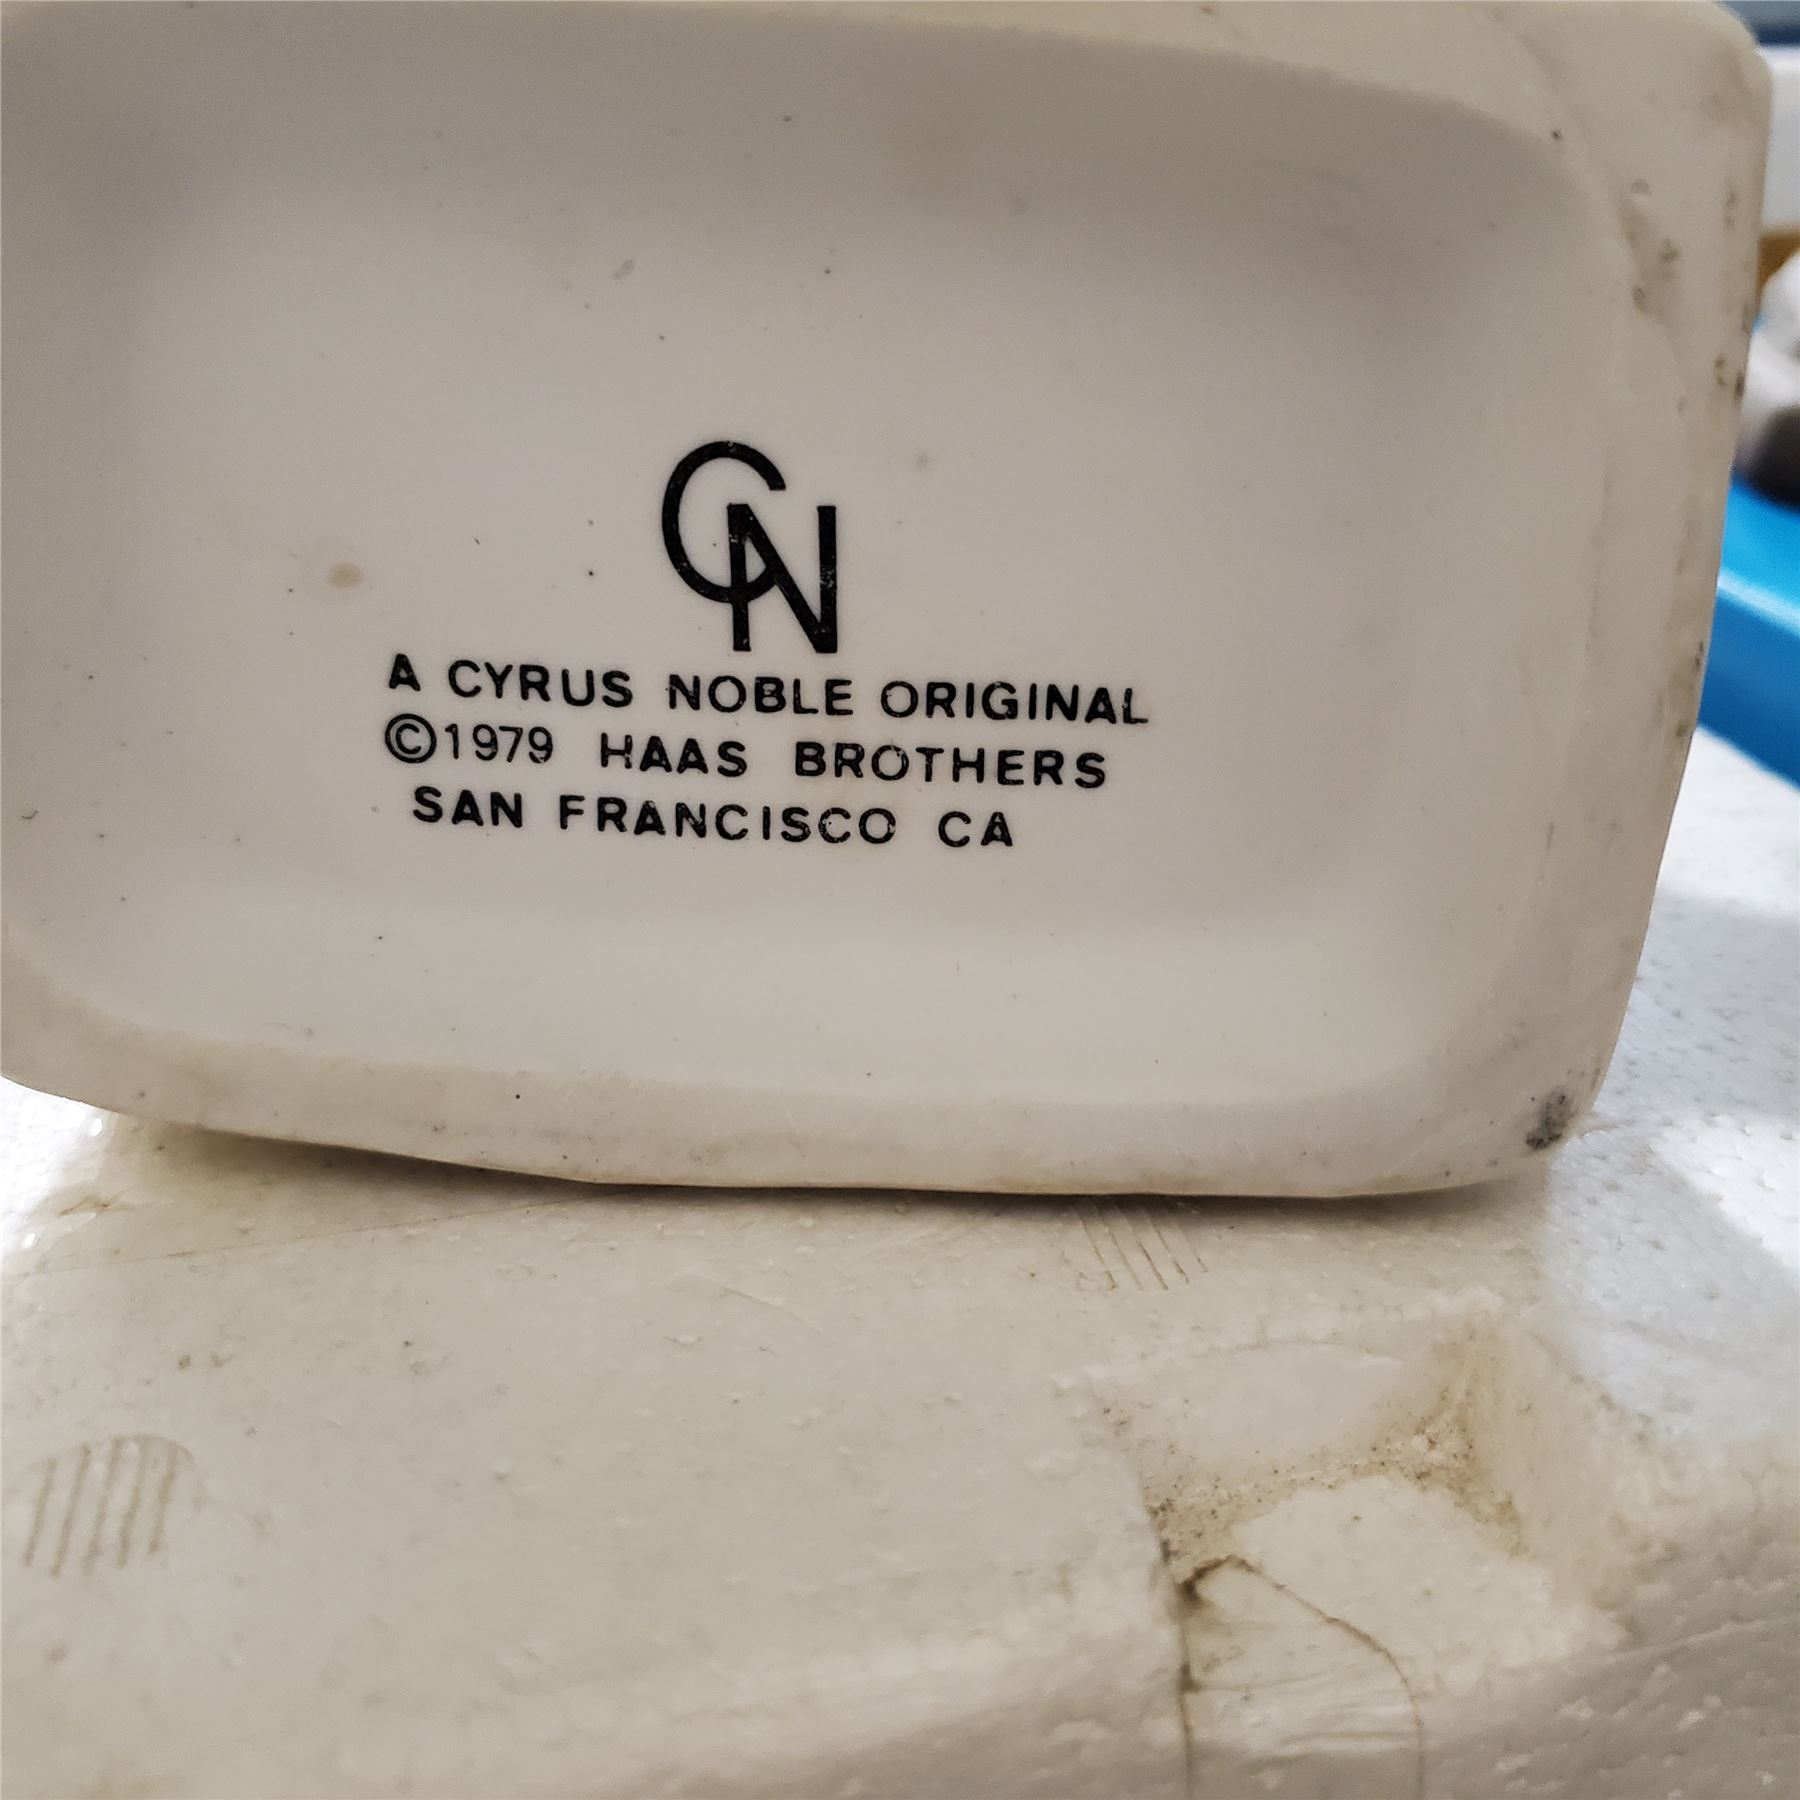 CN
A CYRUS NOBLE ORIGINAL
©1979 HAAS BROTHERS
SAN FRANCISCO CA